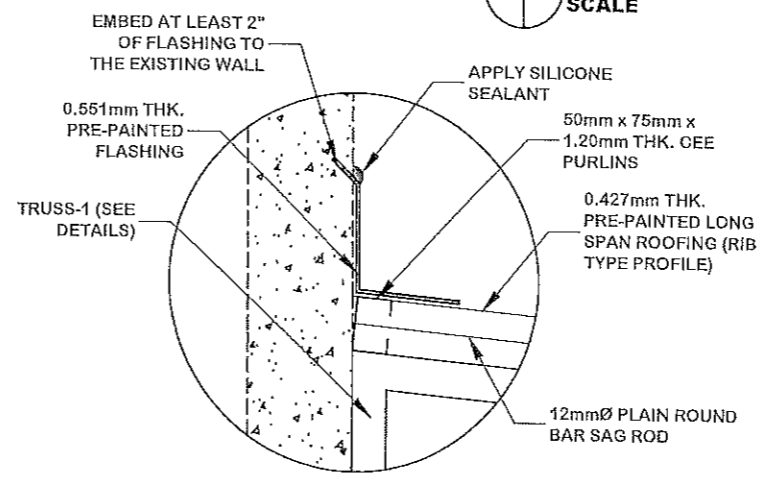 SCALE
EMBED AT LEAST 2"
OF FLASHING TO
THE EXISTING WALL
APPLY SILICONE
SEALANT
0.551mm THK.
PRE-PAINTED
FLASHING
50mm x 75mm x
1.20mm THK. CEE
PURLINS
TRUSS-1 (SEE
DETAILS)
0.427mm THK.
PRE-PAINTED LONG
SPAN ROOFING (RIB
TYPE PROFILE)
12mmØ PLAIN ROUND
BAR SAG ROD